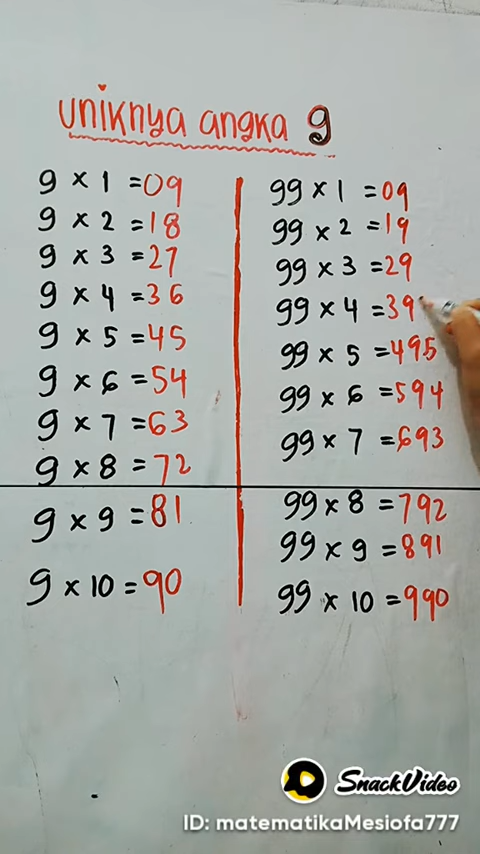 uniknya angka 9
9 x 1 = 09
9 x 2 = 18
9 x 3 = 27
9 x 4 = 36
9 x 5 = 45
9 x 6 = 54
9 x 7 = 63
9 x 8 = 72
9 x 9 = 81
9 x 10 = 90
99 x 1 = 09
99 x 2 = 19
99 x 3 = 29
99 x 4 = 39
99 x 5 = 495
99 x 6 = 594
99 x 7 = 693
99 x 8 = 792
99 x 9 = 891
99 x 10 = 990
SnackVideo
ID: matematikaMesiofa777